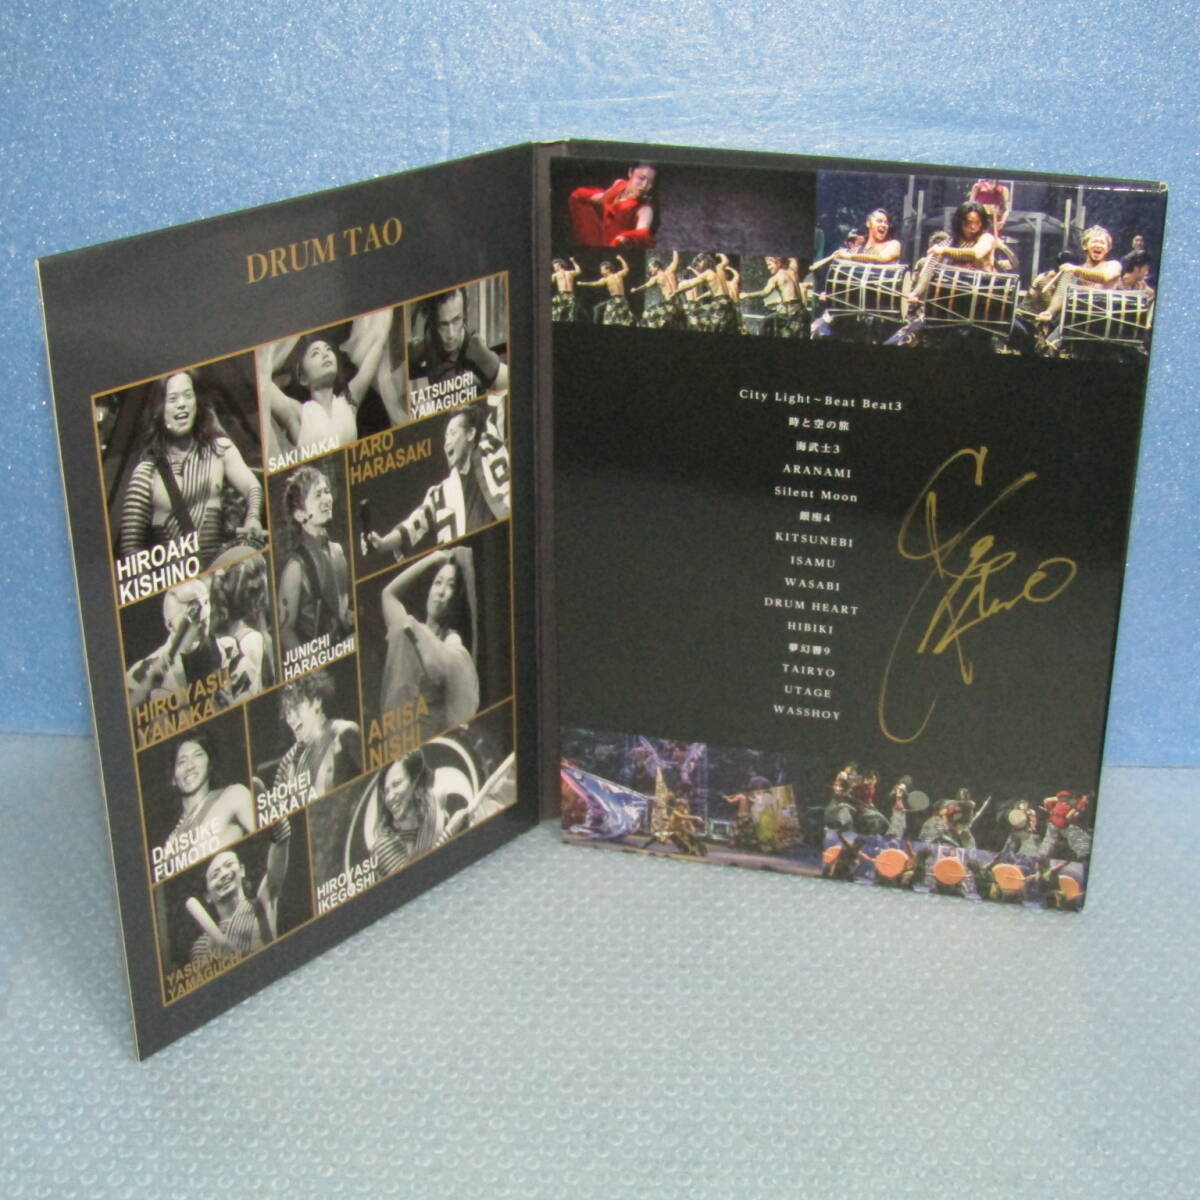 DRUM TAO
TATSUNORI
YAMAGUCHI
SAKI NAKAI
TARO
HARASAKI
HIROAKI
KISHINO
JUNICHI
HARAGUCHI
HIROYASU
YANAKA
ARISA
NISHI
SHOHEI
NAKATA
DAISUKE
FUMOTO
HIROYASU
IKEGOSHI
YASUAKI
YAMAGUCHI
City Light~Beat Beat3
時と空の旅
海武士3
ARANAMI
Silent Moon
銀座4
KITSUNEBI
ISAMU
WASABI
DRUM HEART
HIBIKI
夢幻響9
TAIRYO
UTAGE
WASSHOY